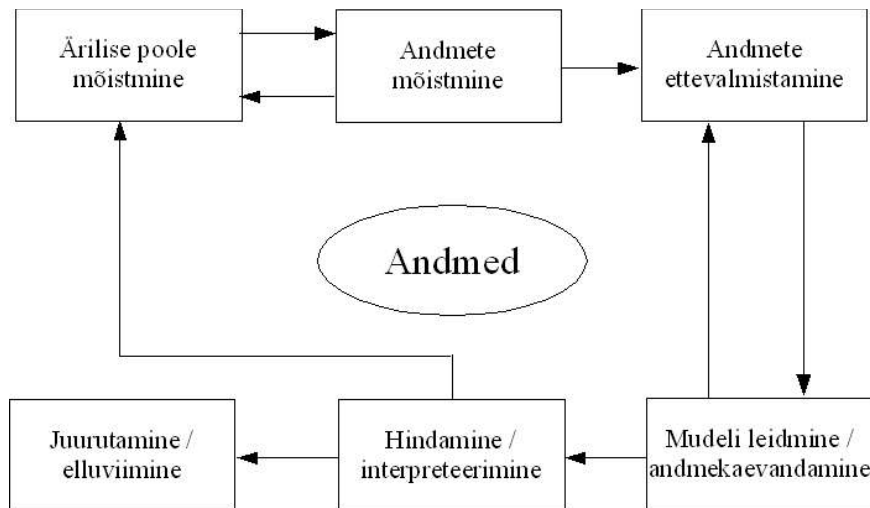 Ärilise poole
mõistmine
Andmete
mõistmine
Andmete
ettevalmistamine
Andmed
Juurutamine /
elluviimine
Hindamine /
interpreteerimine
Mudeli leidmine /
andmekaevandamine